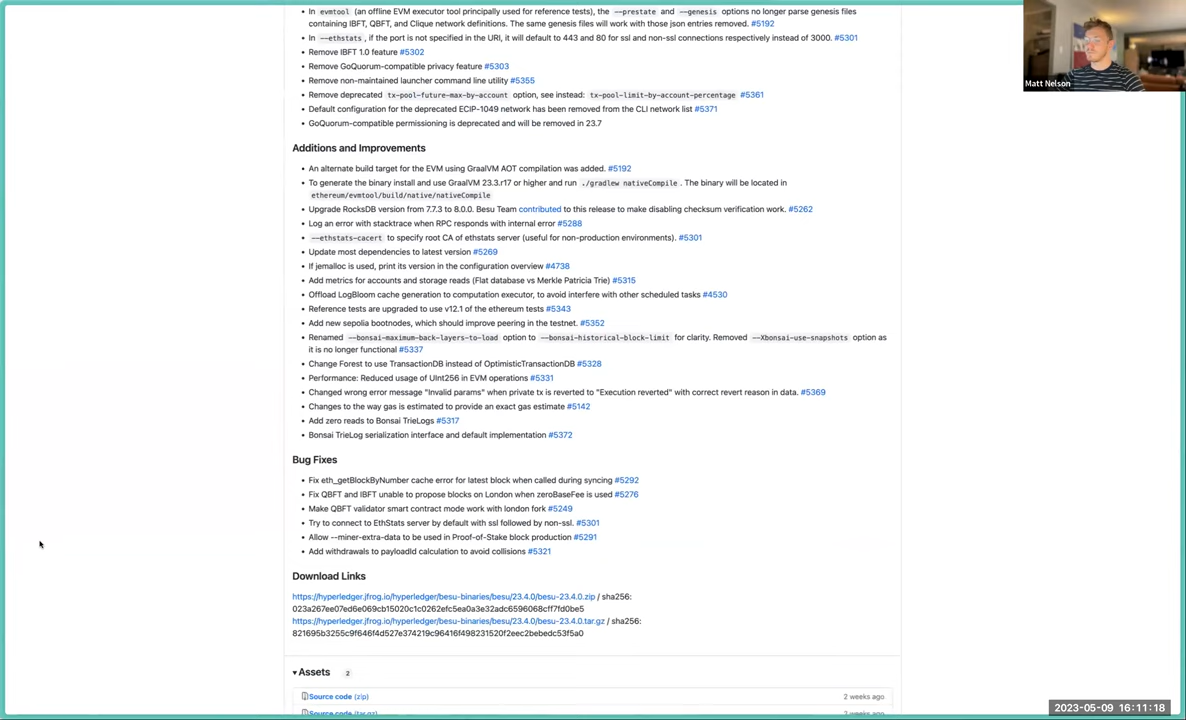 In evmtool (an offline EVM executor tool principally used for reference tests), the --prestate and --genesis options no longer parse genesis files
containing IBFT, QBFT, and Clique network definitions. The same genesis files will work with those json entries removed. #5192
In --ethstats, if the port is not specified in the URI, it will default to 443 and 80 for ssl and non-ssl connections respectively instead of 3000. #5301
Remove IBFT 1.0 feature #5302
Remove GoQuorum-compatible privacy feature #5303
Remove non-maintained launcher command line utility #5355
Remove deprecated tx-pool-future-max-by-account option, see instead: tx-pool-limit-by-account-percentage #5361
Default configuration for the deprecated ECIP-1049 network has been removed from the CLI network list #5371
GoQuorum-compatible permissioning is deprecated and will be removed in 23.7
Additions and Improvements
An alternate build target for the EVM using GraalVM AOT compilation was added. #5192
To generate the binary install and use GraalVM 23.3.r17 or higher and run ./gradlew nativeCompile. The binary will be located in
ethereum/evmtool/build/native/nativeCompile
Upgrade RocksDB version from 7.7.3 to 8.0.0. Besu Team contributed to this release to make disabling checksum verification work. #5262
Log an error with stacktrace when RPC responds with internal error #5288
--ethstats-cacert to specify root CA of ethstats server (useful for non-production environments). #5301
Update most dependencies to latest version #5269
If jemalloc is used, print its version in the configuration overview #4738
Add metrics for accounts and storage reads (Flat database vs Merkle Patricia Trie) #5315
Offload LogBloom cache generation to computation executor, to avoid interfere with other scheduled tasks #4530
Reference tests are upgraded to use v12.1 of the ethereum tests #5343
Add new sepolia bootnodes, which should improve peering in the testnet. #5352
Renamed --bonsai-maximum-back-layers-to-load option to --bonsai-historical-block-limit for clarity. Removed --Xbonsai-use-snapshots option as
it is no longer functional #5337
Change Forest to use TransactionDB instead of OptimisticTransactionDB #5328
Performance: Reduced usage of UInt256 in EVM operations #5331
Changed wrong error message "Invalid params" when private tx is reverted to "Execution reverted" with correct revert reason in data. #5369
Changes to the way gas is estimated to provide an exact gas estimate #5142
Add zero reads to Bonsai TrieLogs #5317
Bonsai TrieLog serialization interface and default implementation #5372
Bug Fixes
Fix eth_getBlockByNumber cache error for latest block when called during syncing #5292
Fix QBFT and IBFT unable to propose blocks on London when zeroBaseFee is used #5276
Make QBFT validator smart contract mode work with london fork #5249
Try to connect to EthStats server by default with ssl followed by non-ssl. #5301
Allow --miner-extra-data to be used in Proof-of-Stake block production #5291
Add withdrawals to payloadId calculation to avoid collisions #5321
Download Links
https://hyperledger.jfrog.io/hyperledger/besu-binaries/besu/23.4.0/besu-23.4.0.zip / sha256:
023a267ee07ed6e069cb15020c1c0262efc5ea0a3e32adc6596068cff7fd0be5
https://hyperledger.jfrog.io/hyperledger/besu-binaries/besu/23.4.0/besu-23.4.0.tar.gz / sha256:
821695b3255c9f646f4d527e374219c96416f498231520f2eec2bebedc53f5a0
Assets 2
Source code (zip) 2 weeks ago
Source code (tar.gz) 2 weeks ago
Matt Nelson
2023-05-09 16:11:18